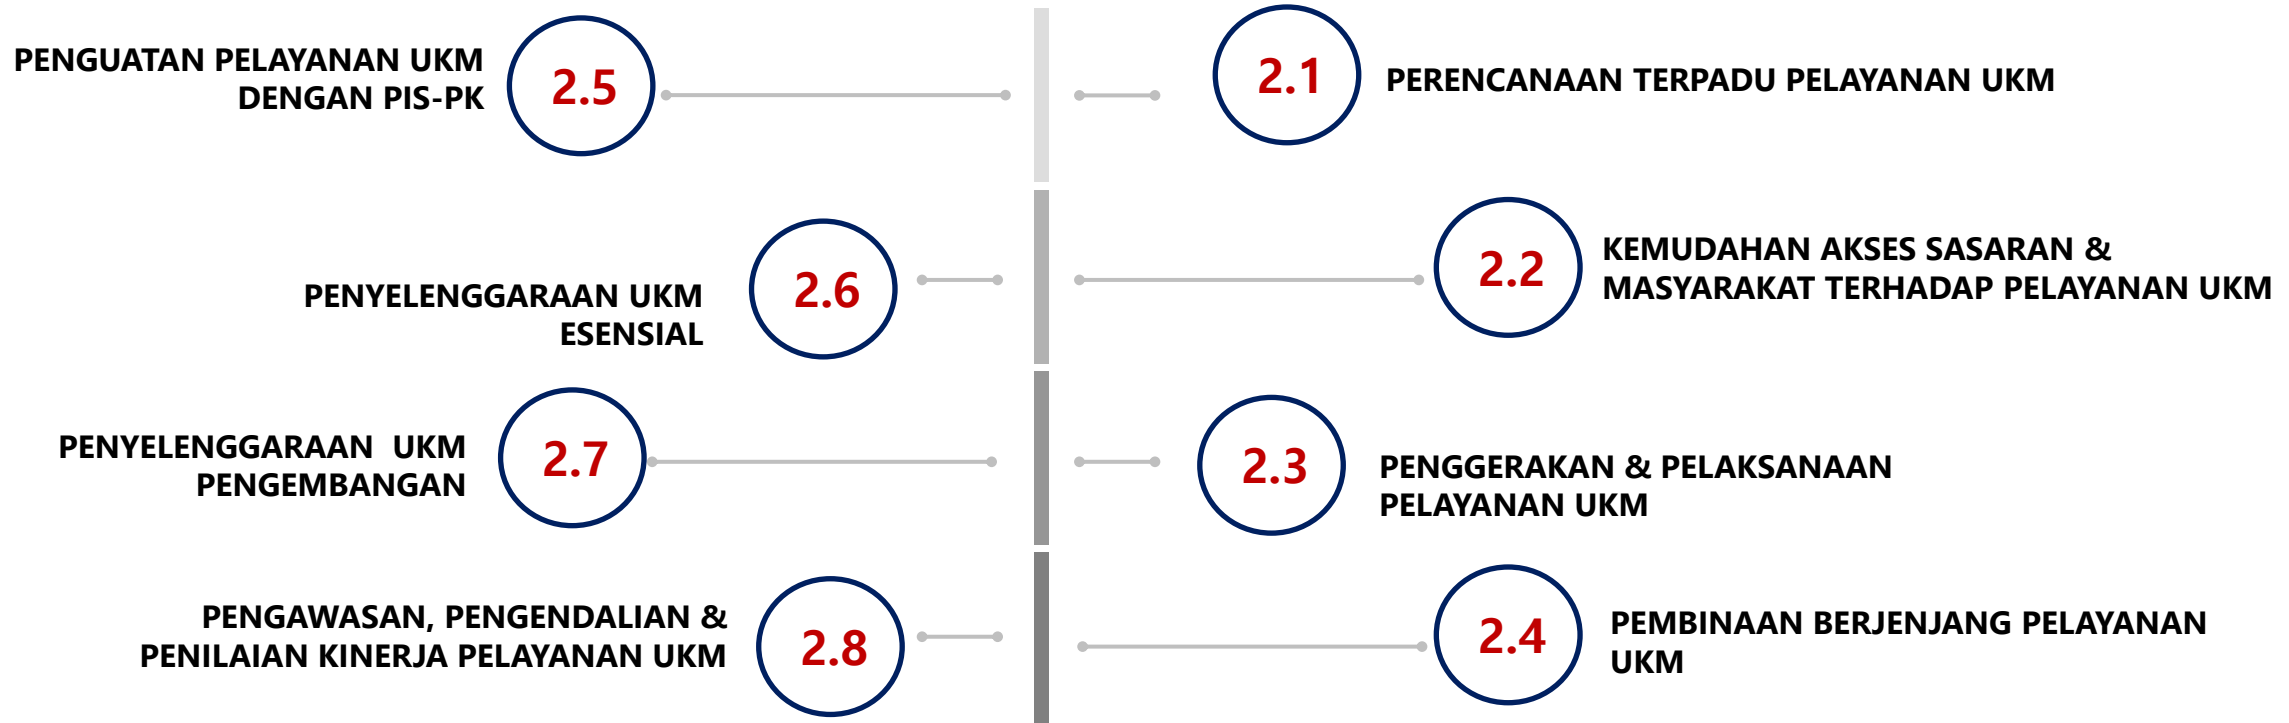 2.1
PERENCANAAN TERPADU PELAYANAN UKM
2.2
KEMUDAHAN AKSES SASARAN &
MASYARAKAT TERHADAP PELAYANAN UKM
2.3
PENGGERAKAN & PELAKSANAAN
PELAYANAN UKM
2.4
PEMBINAAN BERJENJANG PELAYANAN
UKM
2.5
PENGUATAN PELAYANAN UKM
DENGAN PIS-PK
2.6
PENYELENGGARAAN UKM
ESENSIAL
2.7
PENYELENGGARAAN UKM
PENGEMBANGAN
2.8
PENGAWASAN, PENGENDALIAN &
PENILAIAN KINERJA PELAYANAN UKM